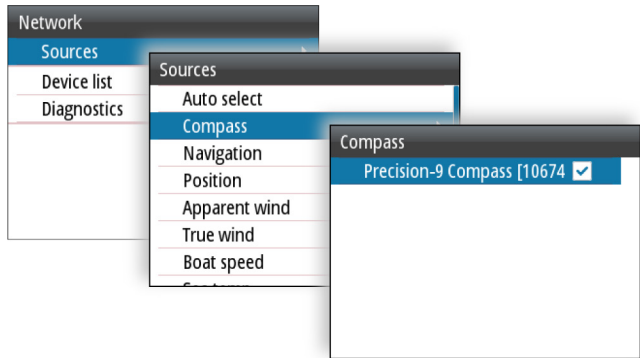 Network
Sources
Device list
Diagnostics
Sources
Auto select
Compass
Navigation
Position
Apparent wind
True wind
Boat speed
Compass
Precision-9 Compass [10674